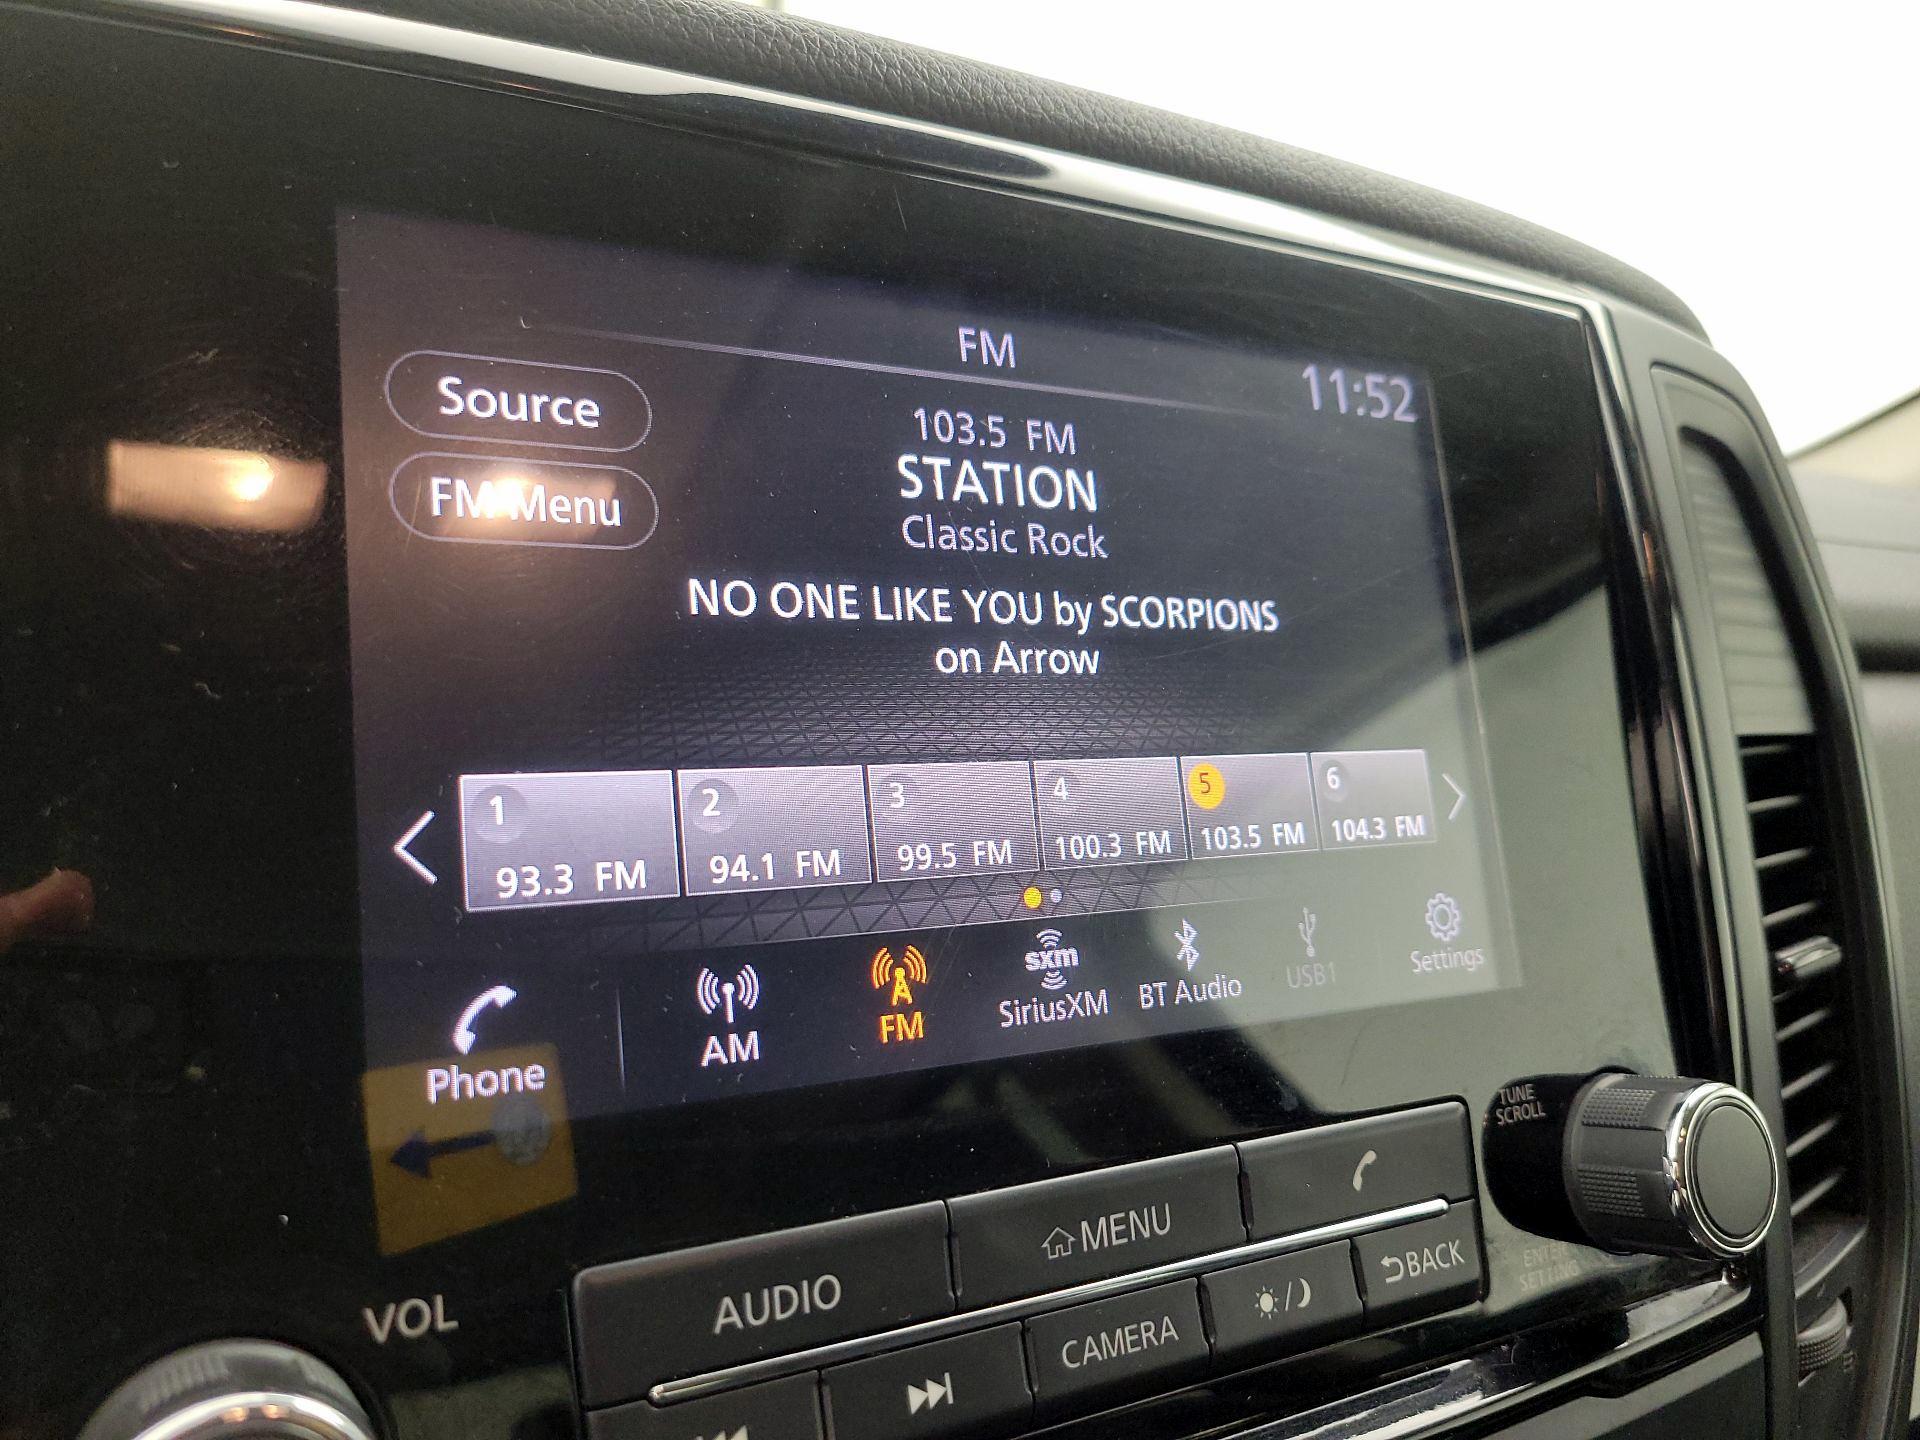 FM
11:52
Source
103.5 FM
STATION
FM Menu
Classic Rock
NO ONE LIKE YOU by SCORPIONS
on Arrow
1
2
3
4
5
6
93.3 FM
94.1 FM
99.5 FM
100.3 FM
103.5 FM
104.3 FM
Phone
AM
FM
sxm
SiriusXM
BT Audio
USB1
Settings
TUNE
SCROLL
ENTER
SETTING
VOL
AUDIO
MENU
CAMERA
BACK